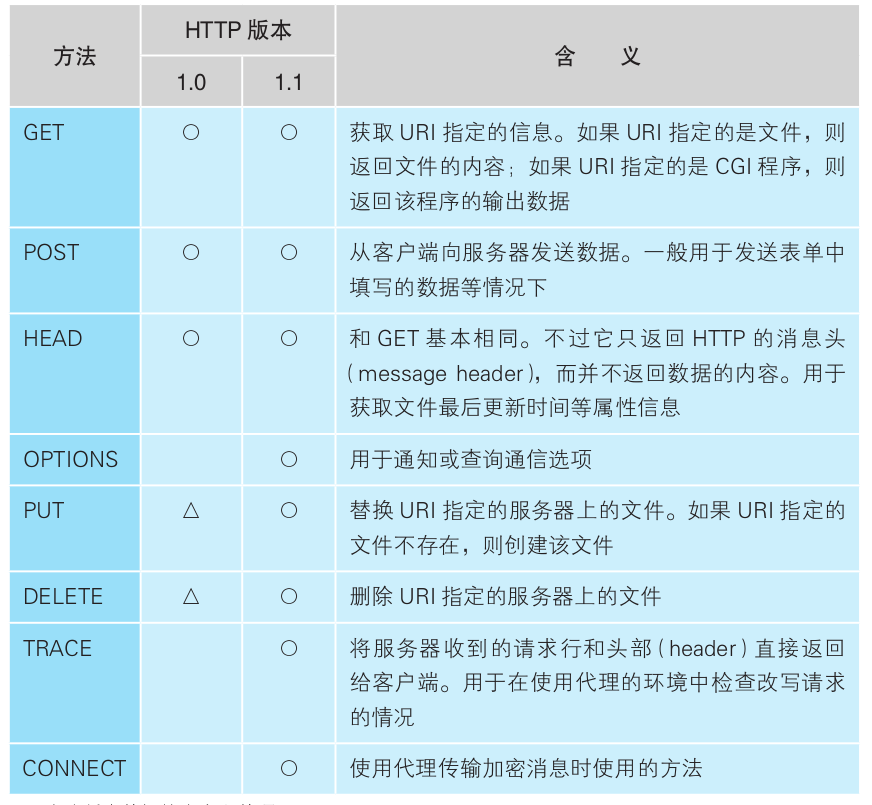 方法
HTTP 版本
含 义
1.0
1.1
GET
○
○
获取 URI 指定的信息。如果 URI 指定的是文件，则
返回文件的内容；如果 URI 指定的是 CGI 程序，则
返回该程序的输出数据
POST
○
○
从客户端向服务器发送数据。一般用于发送表单中
填写的数据等情况下
HEAD
○
○
和 GET 基本相同。不过它只返回 HTTP 的消息头
(message header)，而并不返回数据的内容。用于
获取文件最后更新时间等属性信息
OPTIONS
○
用于通知或查询通信选项
PUT
△
○
替换 URI 指定的服务器上的文件。如果 URI 指定的
文件不存在，则创建该文件
DELETE
△
○
删除 URI 指定的服务器上的文件
TRACE
○
将服务器收到的请求行和头部(header)直接返回
给客户端。用于在使用代理的环境中检查改写请求
的情况
CONNECT
○
使用代理传输加密消息时使用的方法